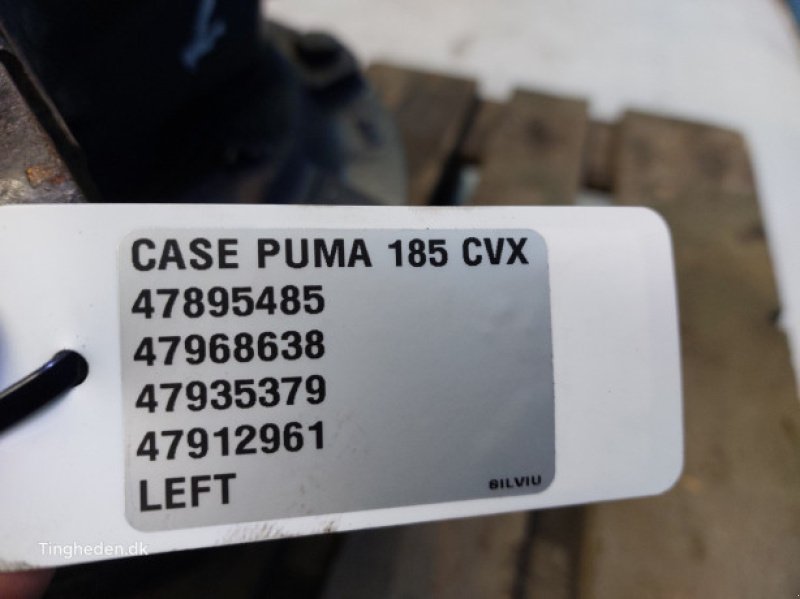 CASE PUMA 185 CVX
47895485
47968638
47935379
47912961
LEFT
SILVIU
Tingheden.dk